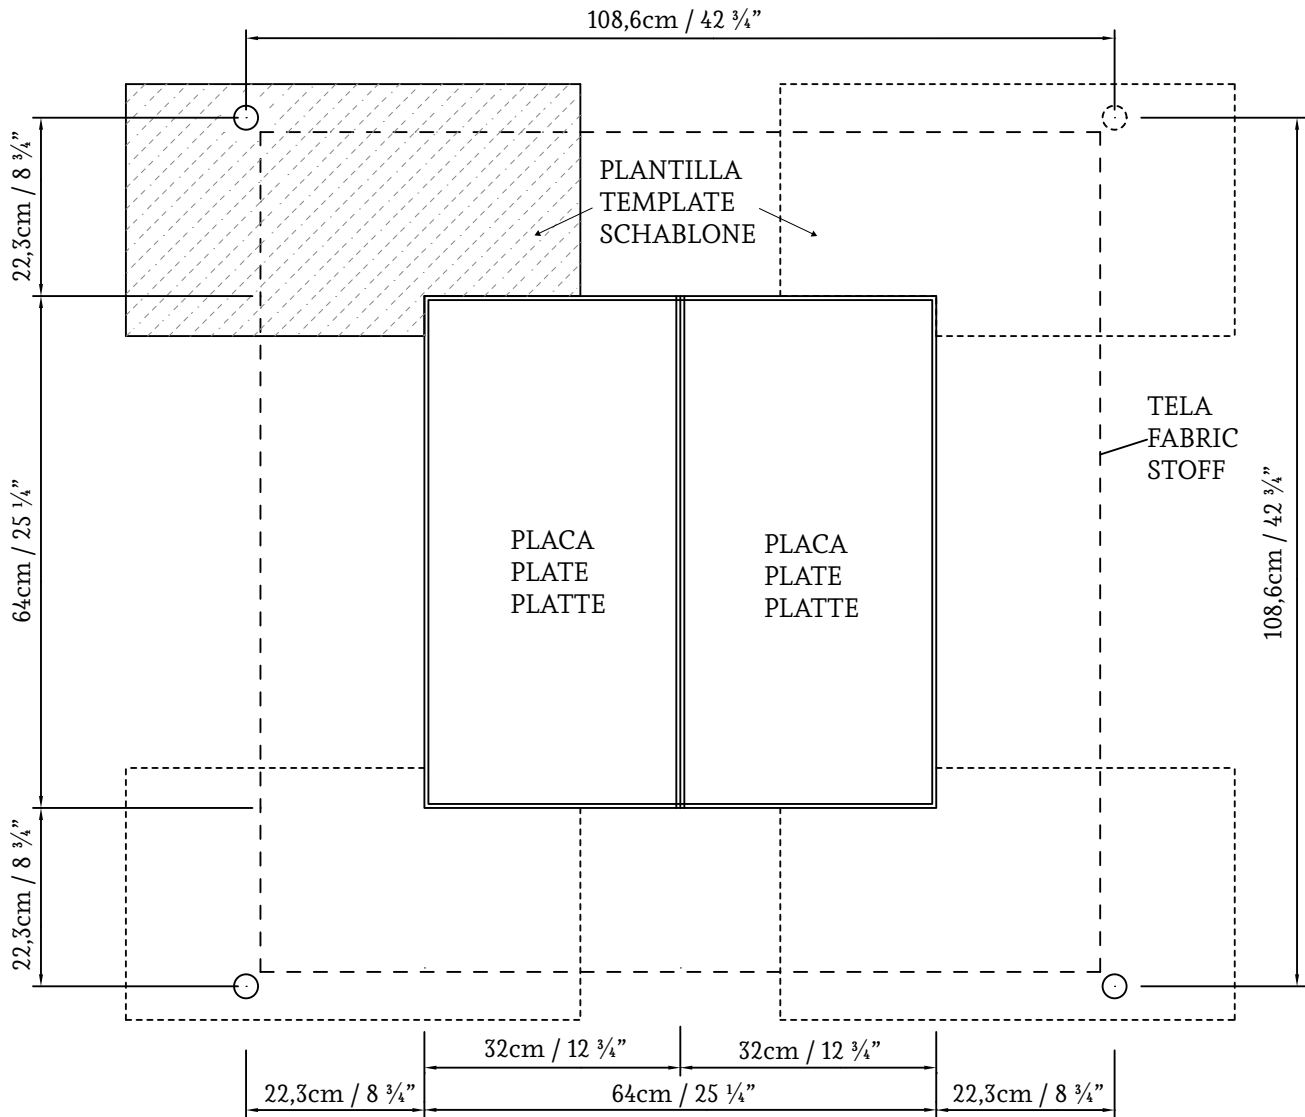 108,6cm / 42 ¾”
22,3cm / 8 ¾”
PLANTILLA
TEMPLATE
SCHABLONE
TELA
FABRIC
STOFF
64cm / 25 ¼”
108,6cm / 42 ¾”
PLACA
PLATE
PLATTE
PLACA
PLATE
PLATTE
22,3cm / 8 ¾”
32cm / 12 ¾”
32cm / 12 ¾”
22,3cm / 8 ¾”
64cm / 25 ¼”
22,3cm / 8 ¾”